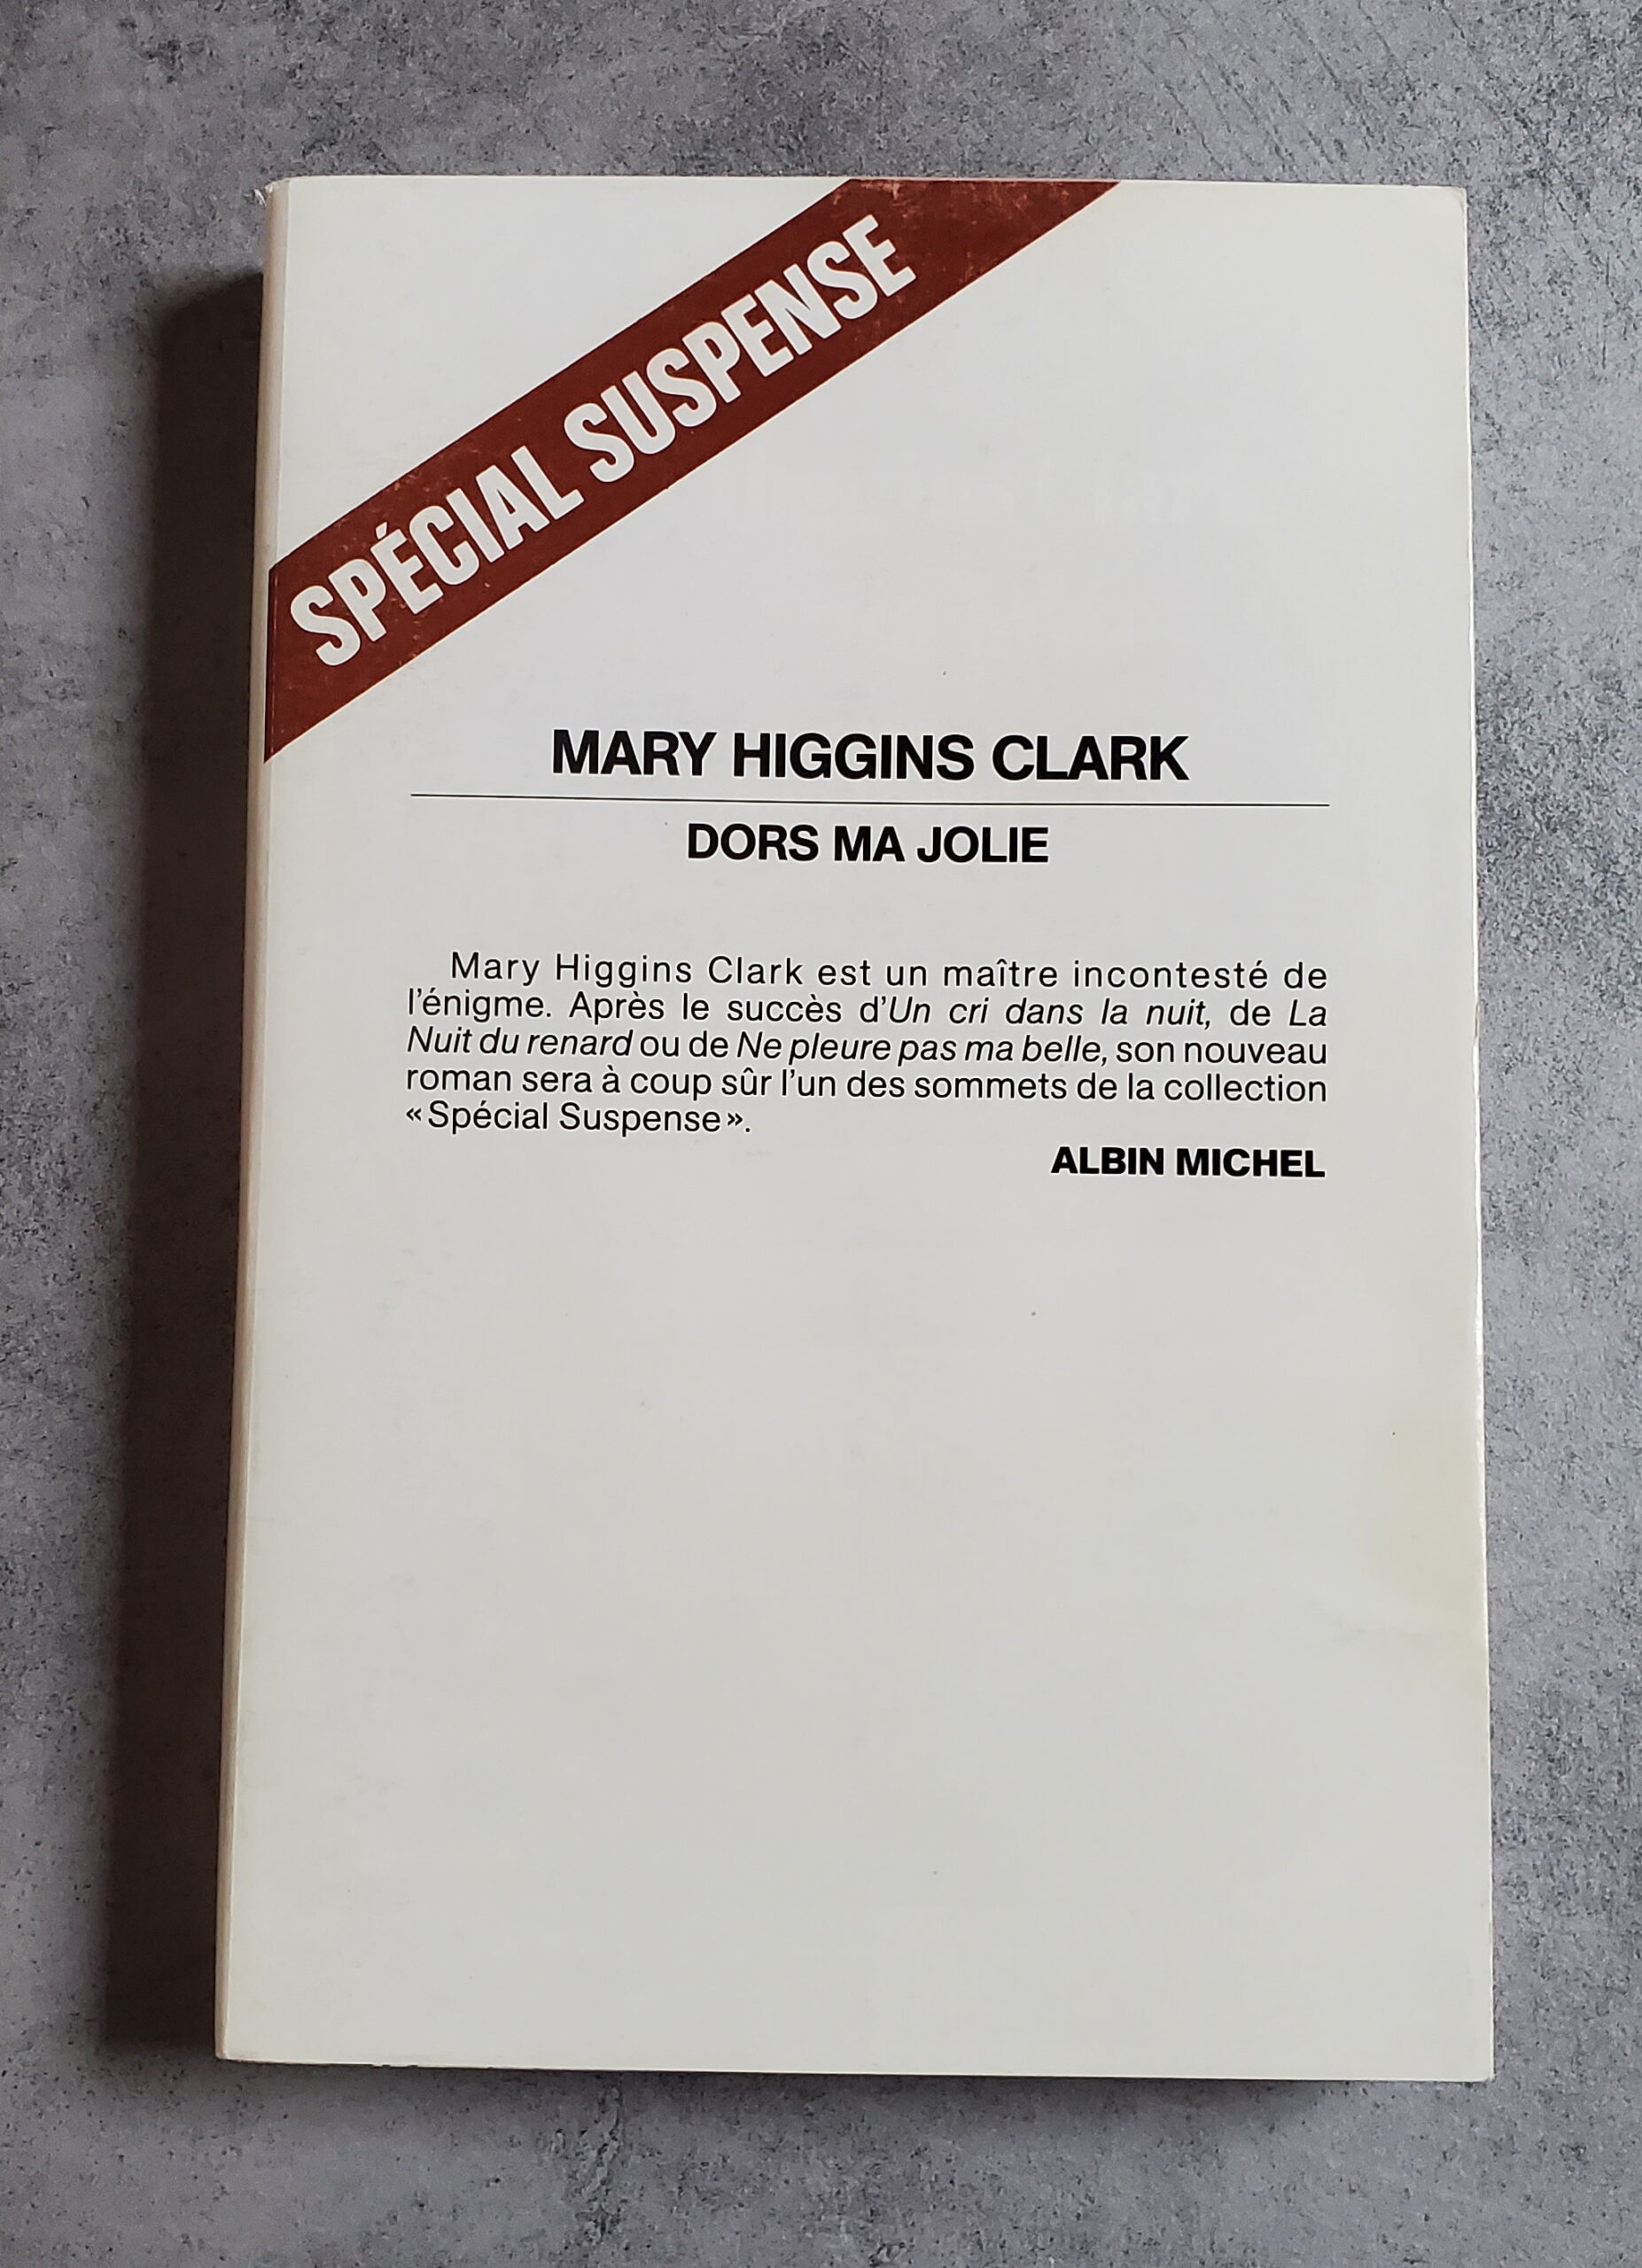 SPÉCIAL SUSPENSE
MARY HIGGINS CLARK
DORS MA JOLIE
Mary Higgins Clark est un maître incontesté de
l'énigme. Après le succès d'Un cri dans la nuit, de La
Nuit du renard ou de Ne pleure pas ma belle, son nouveau
roman sera à coup sûr l'un des sommets de la collection
«Spécial Suspense».
ALBIN MICHEL